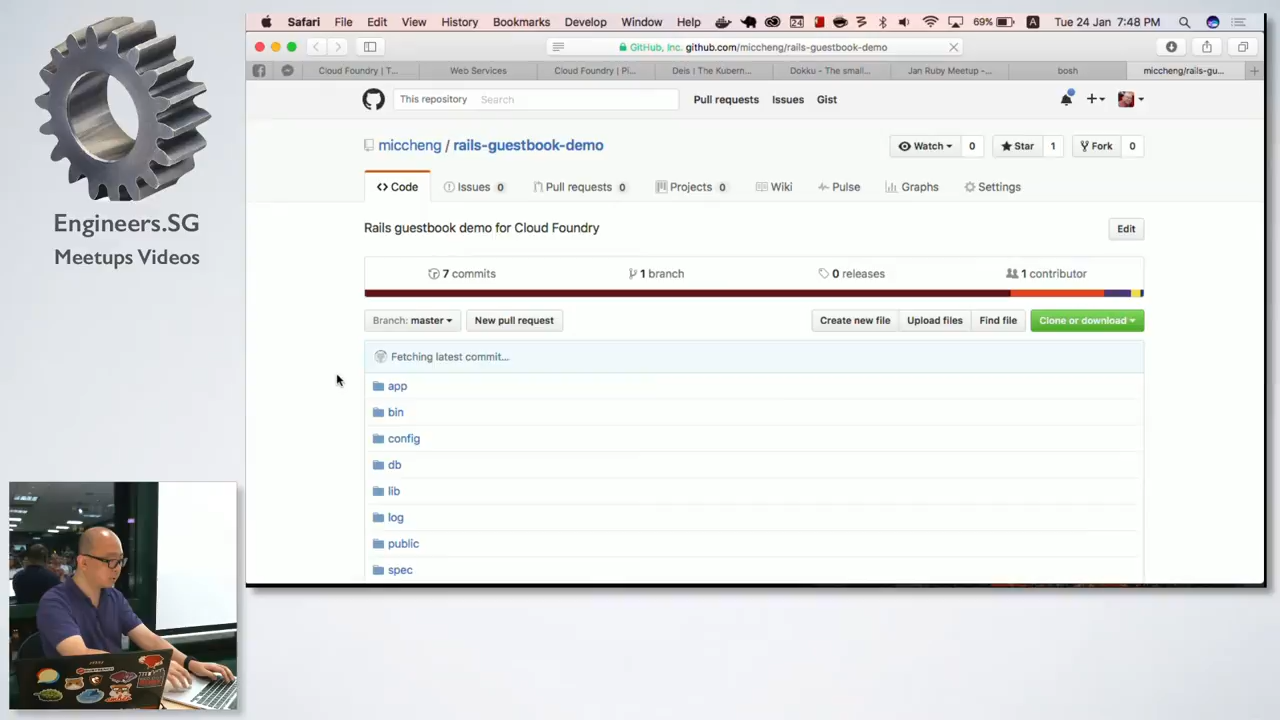 Engineers.SG
Meetups Videos
Safari File Edit View History Bookmarks Develop Window Help 24 69% A Tue 24 Jan 7:48 PM
GitHub, Inc. github.com/miccheng/rails-guestbook-demo
Cloud Foundry | T... Web Services Cloud Foundry | Pi... Deis | The Kubern... Dokku - The small... Jan Ruby Meetup -... bosh miccheng/rails-gu...
This repository Search Pull requests Issues Gist
miccheng / rails-guestbook-demo Watch 0 Star 1 Fork 0
Code Issues 0 Pull requests 0 Projects 0 Wiki Pulse Graphs Settings
Rails guestbook demo for Cloud Foundry Edit
7 commits 1 branch 0 releases 1 contributor
Branch: master New pull request Create new file Upload files Find file Clone or download
Fetching latest commit...
app
bin
config
db
lib
log
public
spec